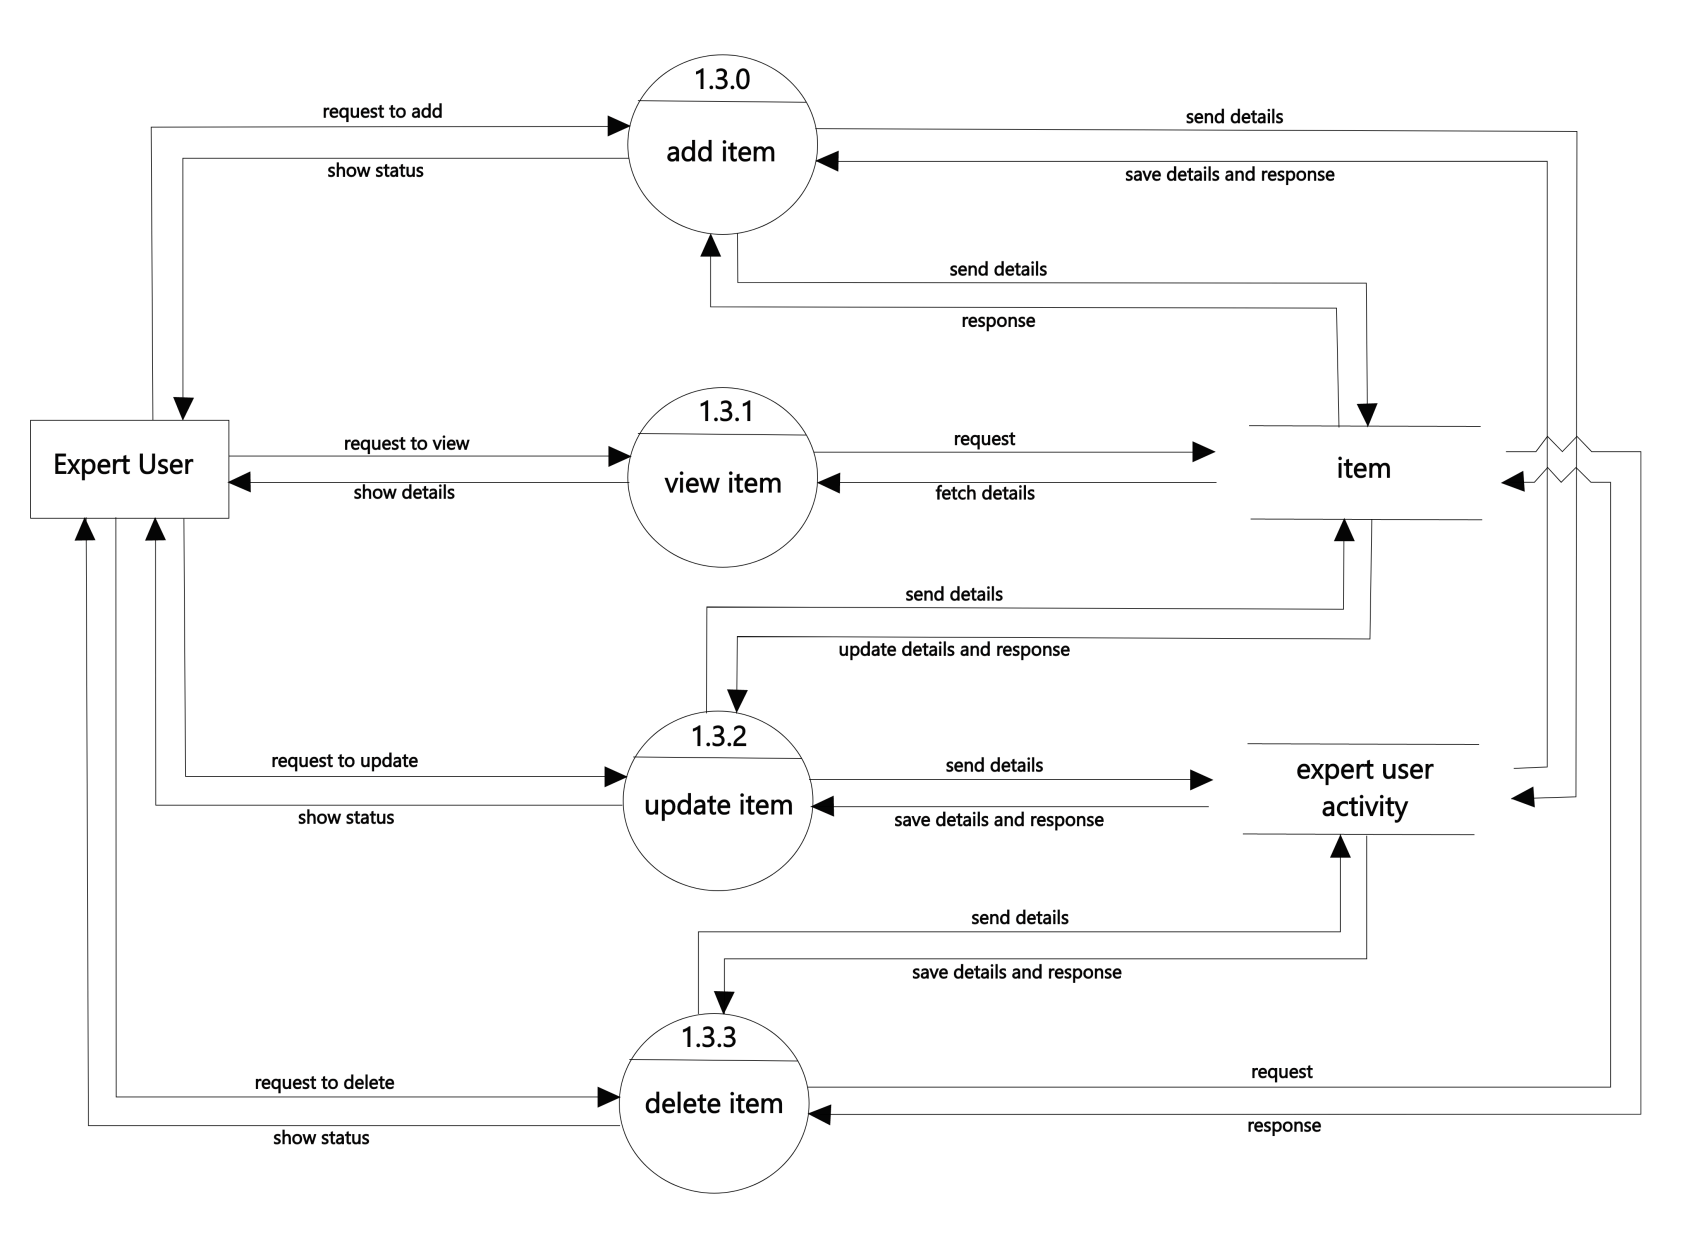 1.3.0
add item
request to add
show status
send details
save details and response
send details
response
1.3.1
view item
Expert User
request to view
show details
request
fetch details
item
send details
update details and response
1.3.2
update item
request to update
show status
send details
save details and response
expert user
activity
send details
save details and response
1.3.3
delete item
request to delete
show status
request
response